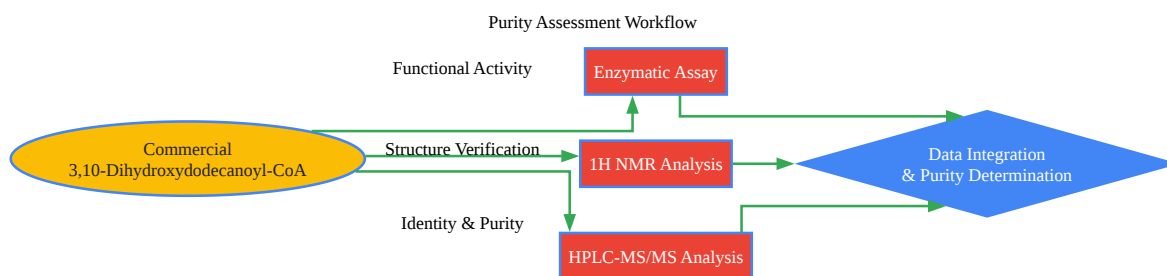 Purity Assessment Workflow
Functional Activity
Enzymatic Assay
Commercial
3,10-Dihydroxydodecanoyl-CoA
Structure Verification
1H NMR Analysis
Data Integration
& Purity Determination
Identity & Purity
HPLC-MS/MS Analysis